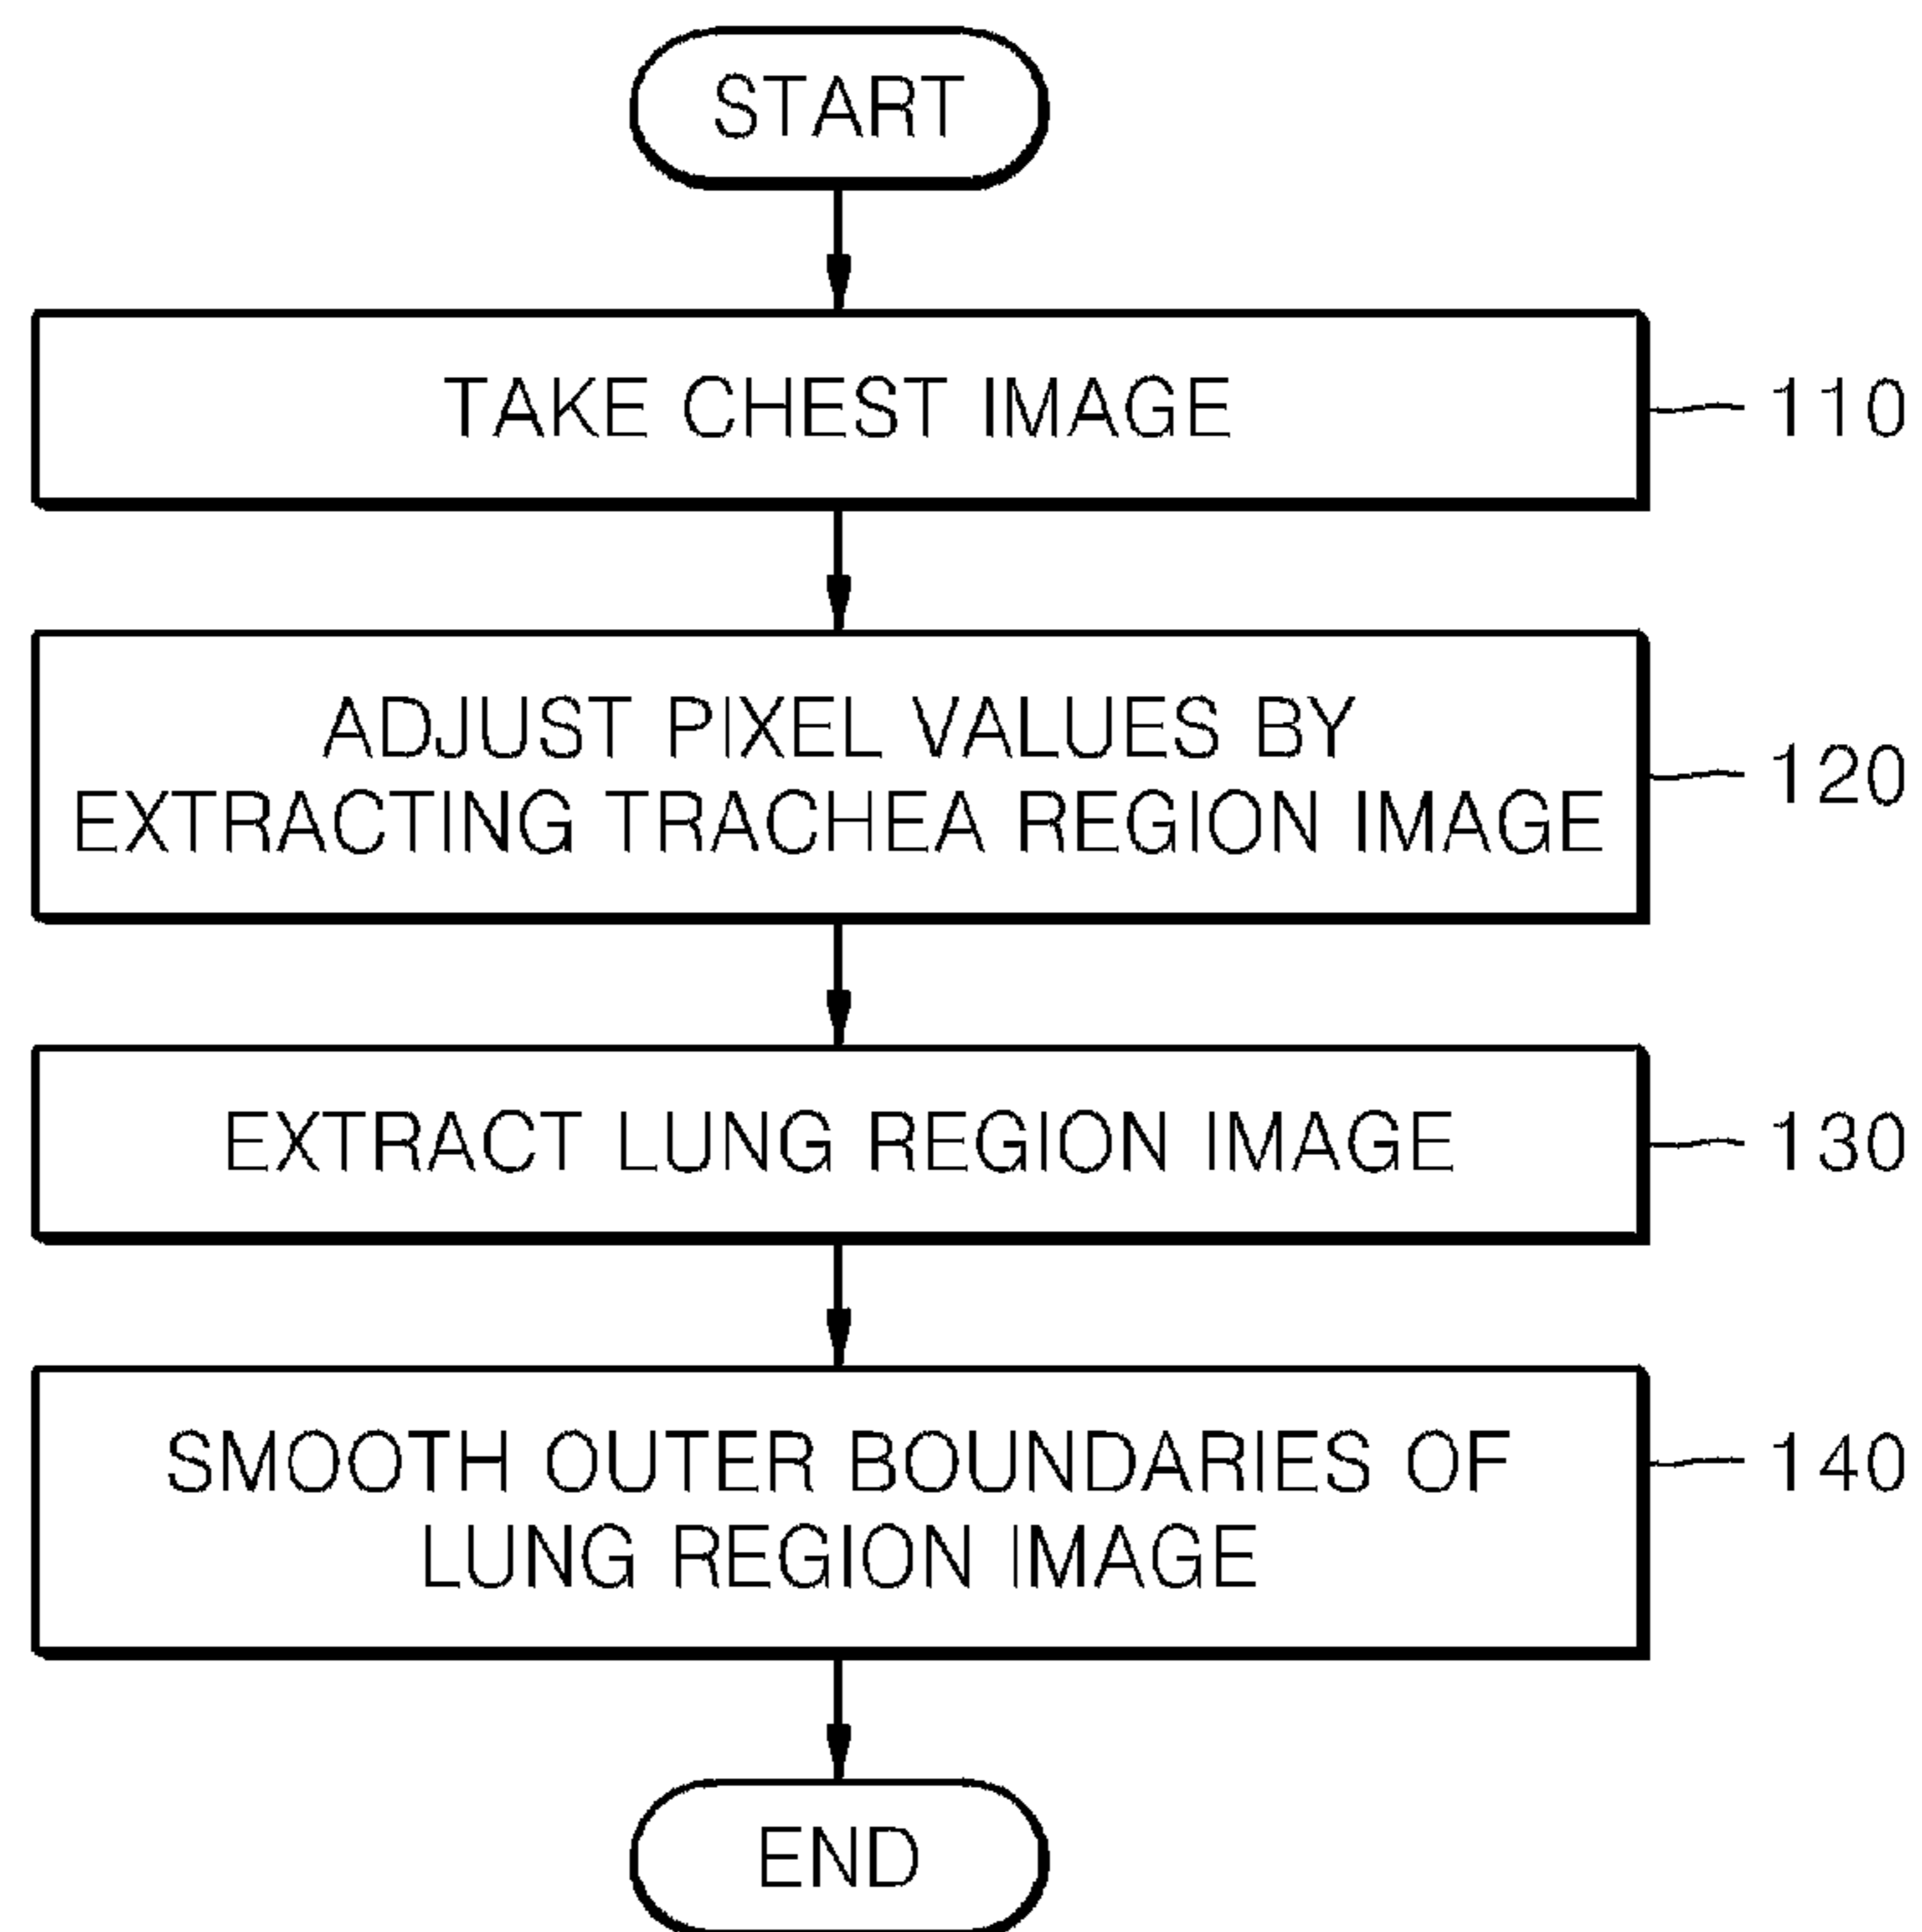 START
TAKE CHEST IMAGE
110
ADJUST PIXEL VALUES BY
EXTRACTING TRACHEA REGION IMAGE
120
EXTRACT LUNG REGION IMAGE
130
SMOOTH OUTER BOUNDARIES OF
LUNG REGION IMAGE
140
END